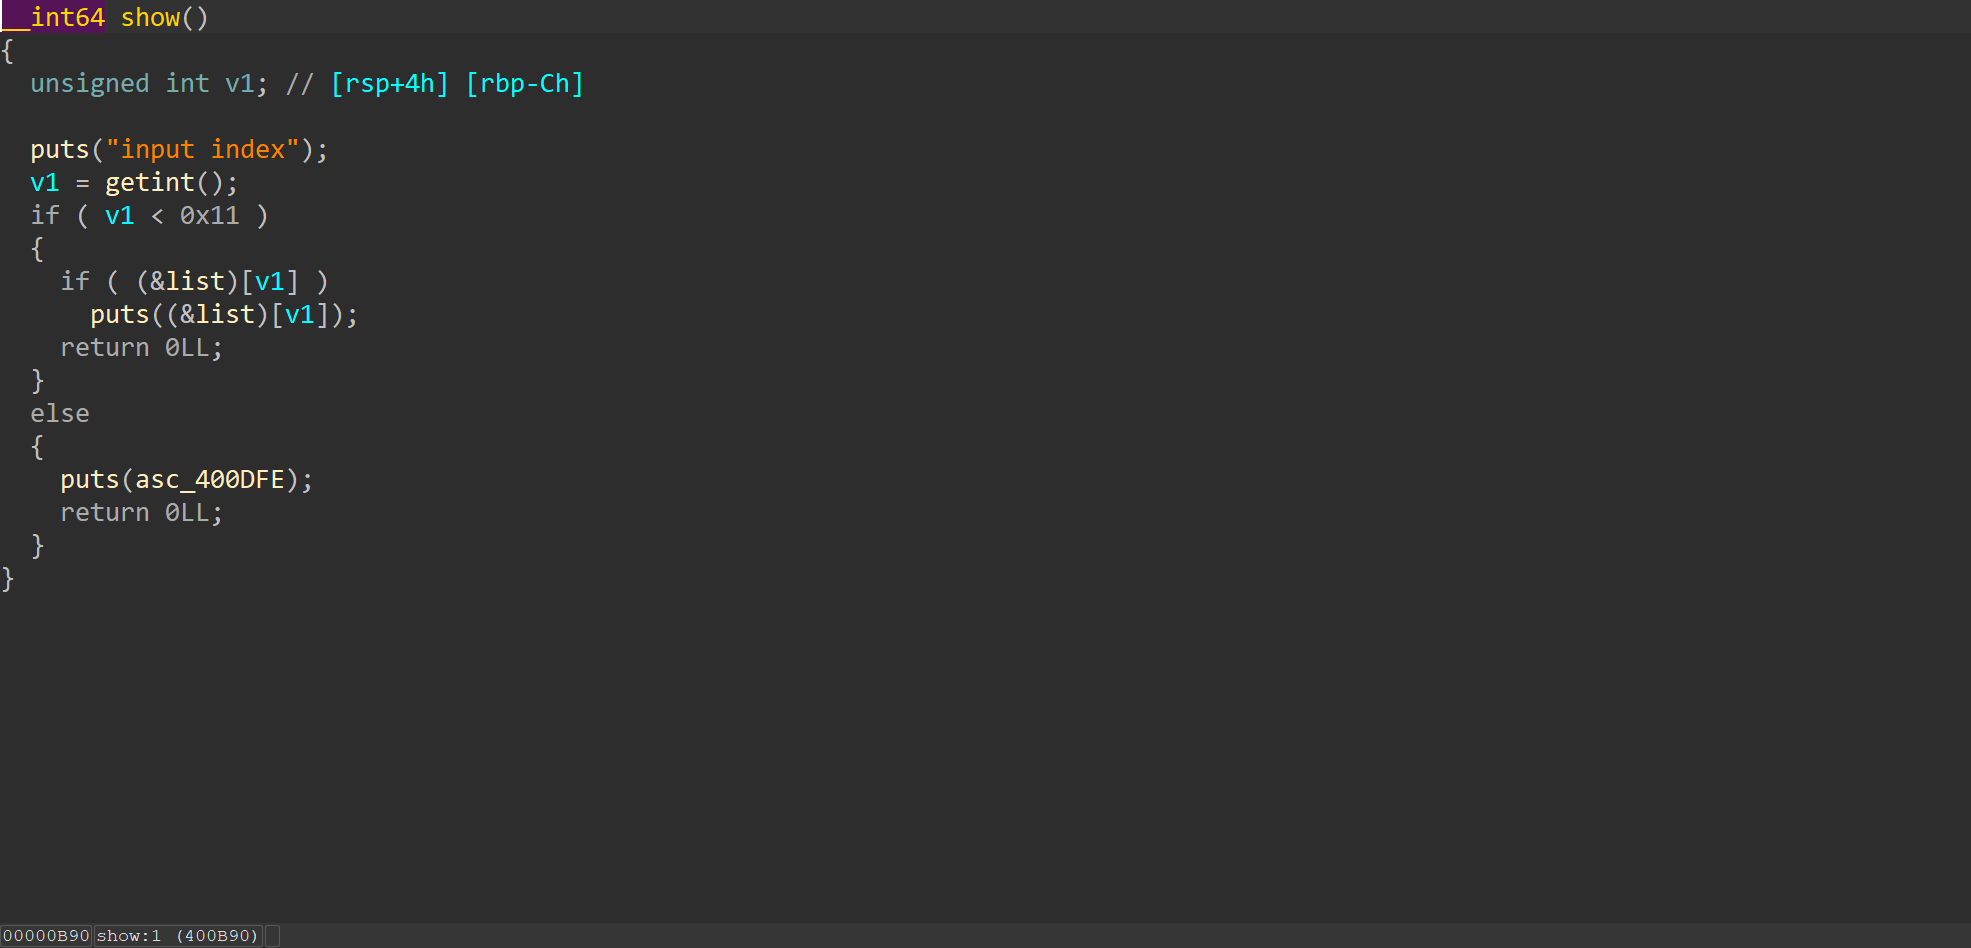 __int64 show()
{
unsigned int v1; // [rsp+4h] [rbp-Ch]
puts("input index");
v1 = getint();
if ( v1 < 0x11 )
{
if ( (&list)[v1] )
puts((&list)[v1]);
return 0LL;
}
else
{
puts(asc_400DFE);
return 0LL;
}
}
00000B90 show:1 (400B90)